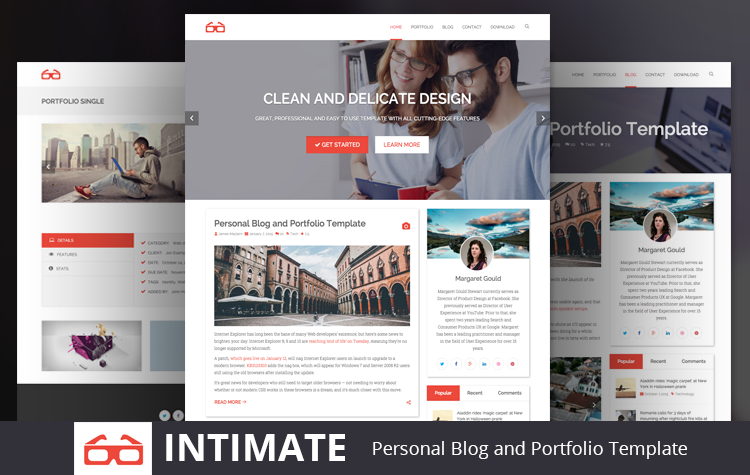 HOME PORTFOLIO BLOG CONTACT DOWNLOAD
CLEAN AND DELICATE DESIGN
GREAT, PROFESSIONAL AND EASY TO USE TEMPLATE WITH ALL CUTTING-EDGE FEATURES
GET STARTED LEARN MORE
Personal Blog and Portfolio Template
James Maslan January 7, 2015 Tech
Internet Explorer has long been the bane of many Web developers' existence, but here's some news to
brighten your day: Internet Explorer 8, 9 and 10 are reaching 'end of life' on Tuesday, meaning they're no
longer supported by Microsoft.
A patch, which goes live on January 12, will nag Internet Explorer users on launch to upgrade to a
modern browser. KB3123303 adds the nag box, which will appear for Windows 7 and Server 2008 R2 users
still using the old browsers after installing the update.
It's great news for developers who still need to target older browsers — not needing to worry about
whether or not modern CSS works in these browsers is a dream, and it's much closer with this move.
READ MORE
Margaret Gould
Margaret Gould Stewart currently serves as
Director of Product Design at Facebook. She
previously served as Director of User
Experience at YouTube. Prior to that, she
spent two years leading Search and
Consumer Products UX at Google. Margaret
has been a leading practitioner and manager
in the field of User Experience for over 15
years.
Popular Recent Comments
Aladdin rides 'magic carpet' at New
York in Halloween prank
PORTFOLIO SINGLE
DETAILS
FEATURES
STATS
CATEGORY:
CLIENT:
DATE:
DUE DATE:
TAGS:
ADDED BY:
HOME PORTFOLIO BLOG CONTACT DOWNLOAD
Portfolio Template
Tech
Margaret Gould
Margaret Gould Stewart currently serves as
Director of Product Design at Facebook. She
previously served as Director of User
Experience at YouTube. Prior to that, she
spent two years leading Search and
Consumer Products UX at Google. Margaret
has been a leading practitioner and manager
in the field of User Experience for over 15
years.
Popular Recent Comments
Aladdin rides 'magic carpet' at New
York in Halloween prank
Technology
Romania calls for 3 days of
mourning after nightclub fire kills
INTIMATE Personal Blog and Portfolio Template